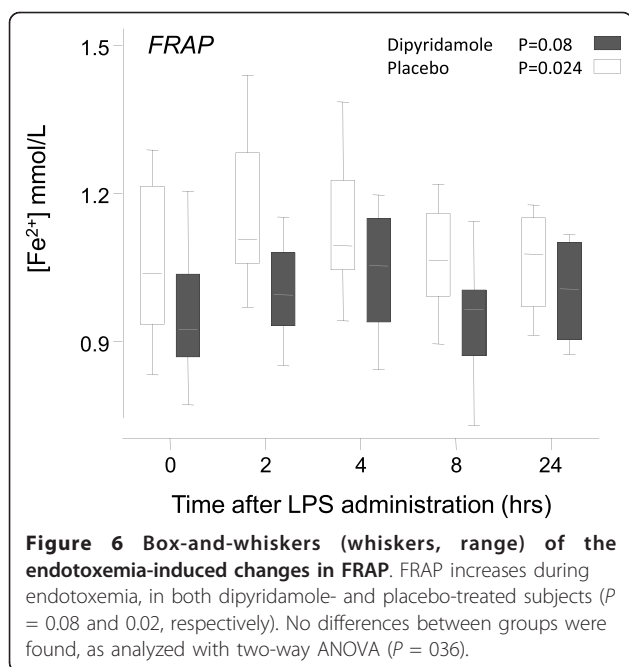 1.5
FRAP
Dipyridamole P=0.08
Placebo P=0.024
[Fe²⁺] mmol/L
1.2
0.9
0 2 4 8 24
Time after LPS administration (hrs)
Figure 6 Box-and-whiskers (whiskers, range) of the
endotoxemia-induced changes in FRAP. FRAP increases during
endotoxemia, in both dipyridamole- and placebo-treated subjects (P
= 0.08 and 0.02, respectively). No differences between groups were
found, as analyzed with two-way ANOVA (P = 036).